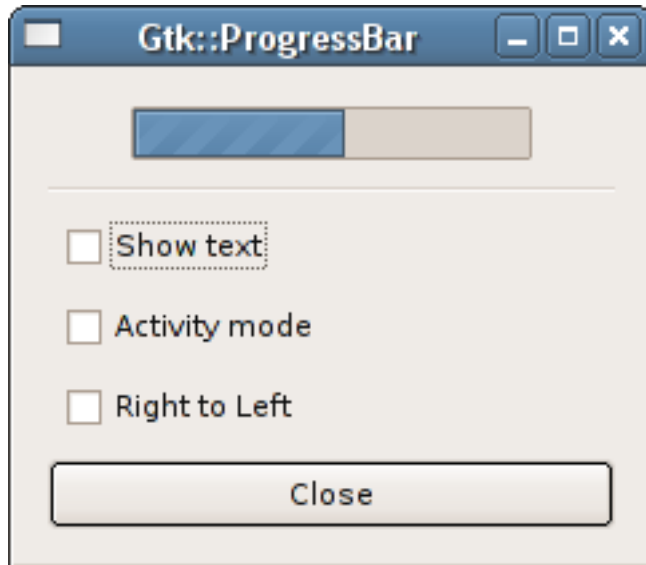 Gtk::ProgressBar
Show text
Activity mode
Right to Left
Close